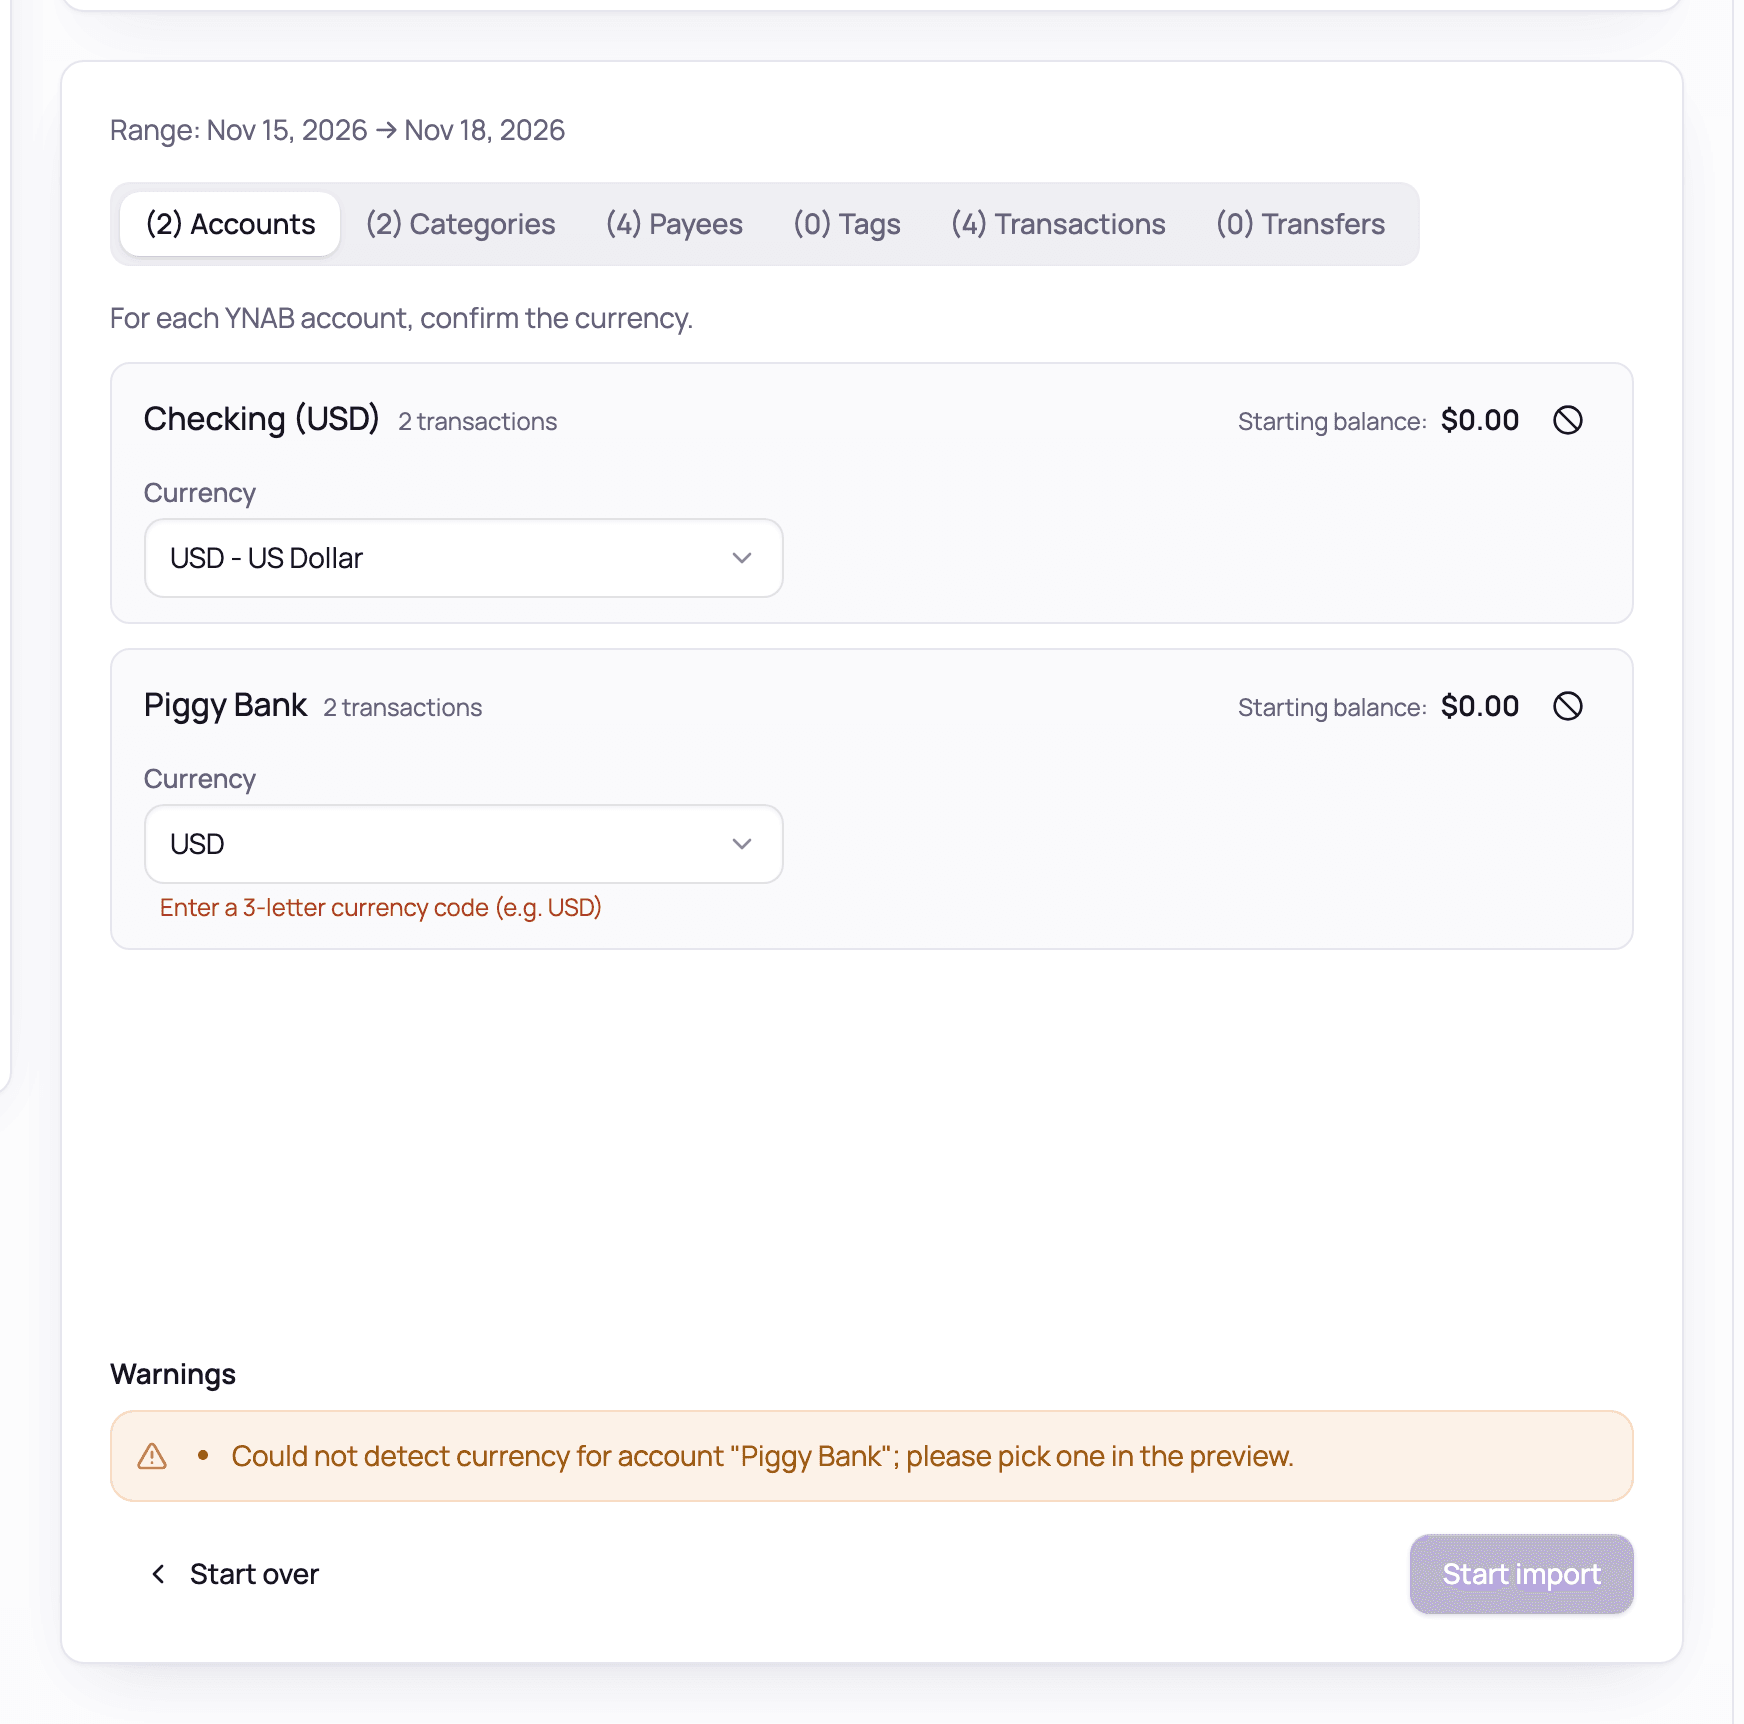 Range: Nov 15, 2026 → Nov 18, 2026
(2) Accounts (2) Categories (4) Payees (0) Tags (4) Transactions (0) Transfers
For each YNAB account, confirm the currency.
Checking (USD) 2 transactions Starting balance: $0.00
Currency
USD - US Dollar
Piggy Bank 2 transactions Starting balance: $0.00
Currency
USD
Enter a 3-letter currency code (e.g. USD)
Warnings
• Could not detect currency for account "Piggy Bank"; please pick one in the preview.
Start over Start import